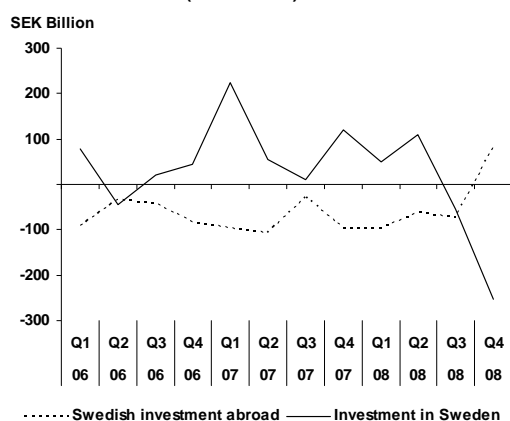 SEK Billion
300
200
100
-100
-200
-300
Q1 Q2 Q3 Q4 Q1 Q2 Q3 Q4 Q1 Q2 Q3 Q4
06 06 06 06 07 07 07 07 08 08 08 08
Swedish investment abroad Investment in Sweden